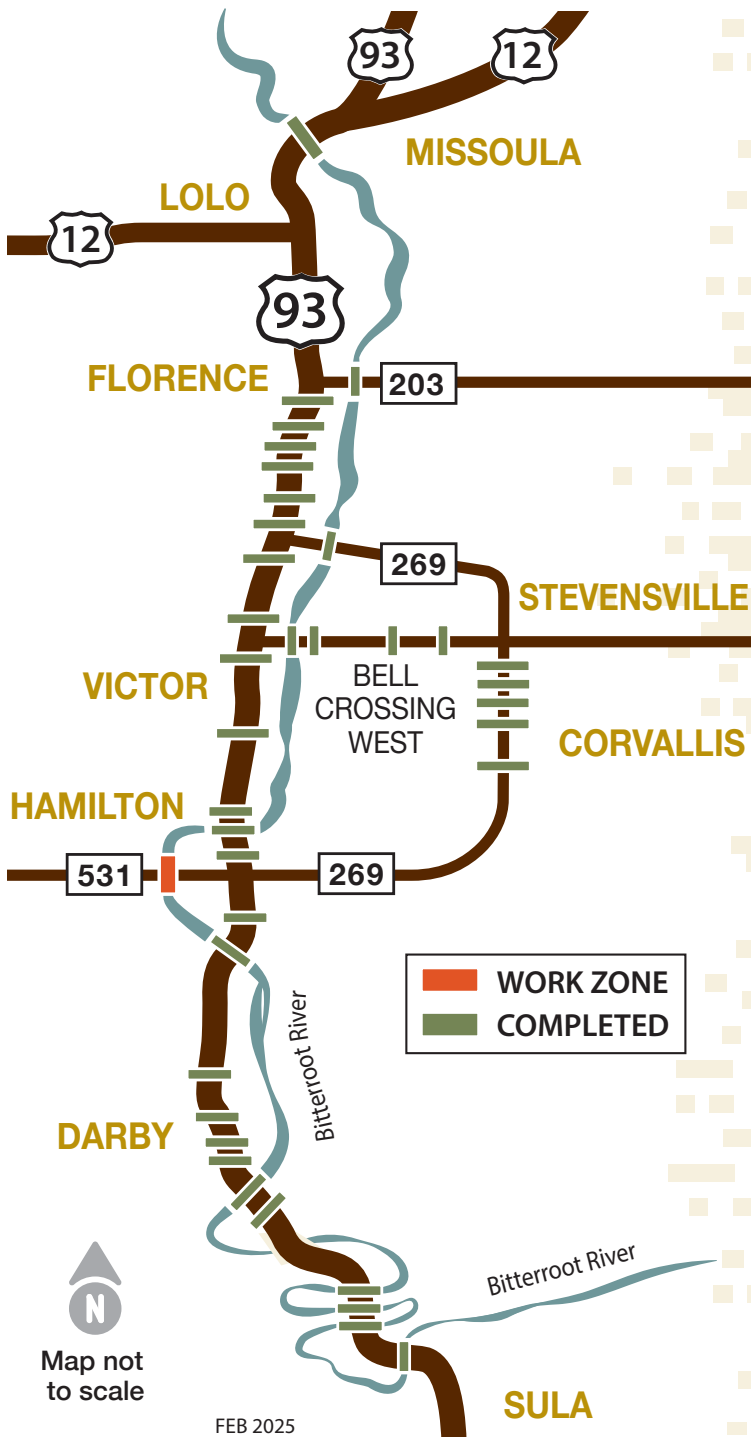 93
12
MISSOULA
LOLO
12
93
FLORENCE
203
269
STEVENSVILLE
VICTOR
BELL
CROSSING
WEST
CORVALLIS
HAMILTON
531
269
WORK ZONE
COMPLETED
Bitterroot River
DARBY
Bitterroot River
N
Map not
to scale
SULA
FEB 2025